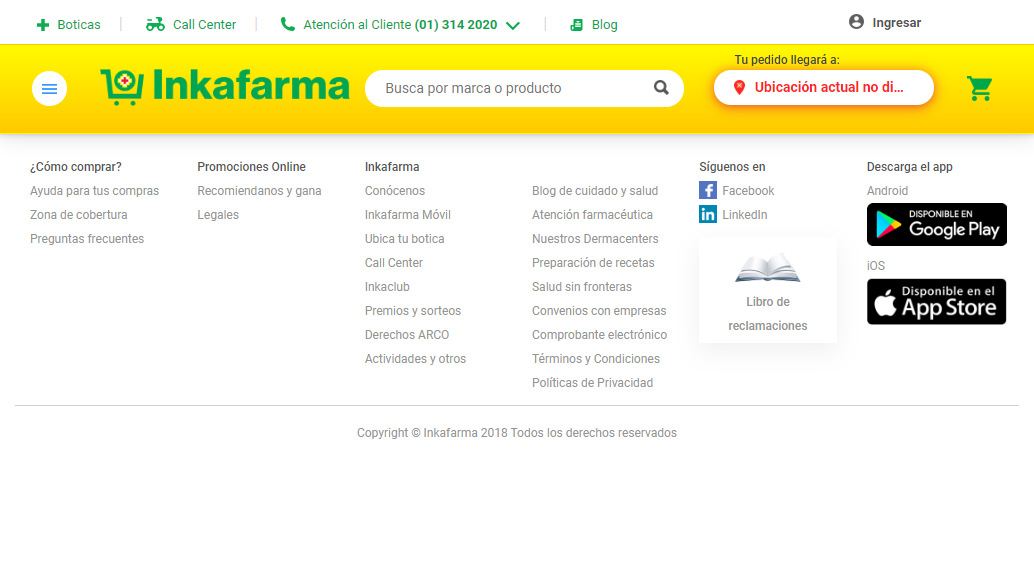 Boticas
Call Center
Atención al Cliente (01) 314 2020
Blog
Ingresar
Inkafarma
Busca por marca o producto
Tu pedido llegará a:
Ubicación actual no di...
¿Cómo comprar?
Ayuda para tus compras
Zona de cobertura
Preguntas frecuentes
Promociones Online
Recomiendanos y gana
Legales
Inkafarma
Conócenos
Inkafarma Móvil
Ubica tu botica
Call Center
Inkaclub
Premios y sorteos
Derechos ARCO
Actividades y otros
Blog de cuidado y salud
Atención farmacéutica
Nuestros Dermacenters
Preparación de recetas
Salud sin fronteras
Convenios con empresas
Comprobante electrónico
Términos y Condiciones
Políticas de Privacidad
Síguenos en
Facebook
LinkedIn
Libro de
reclamaciones
Descarga el app
Android
DISPONIBLE EN
Google Play
iOS
Disponible en el
App Store
Copyright © Inkafarma 2018 Todos los derechos reservados